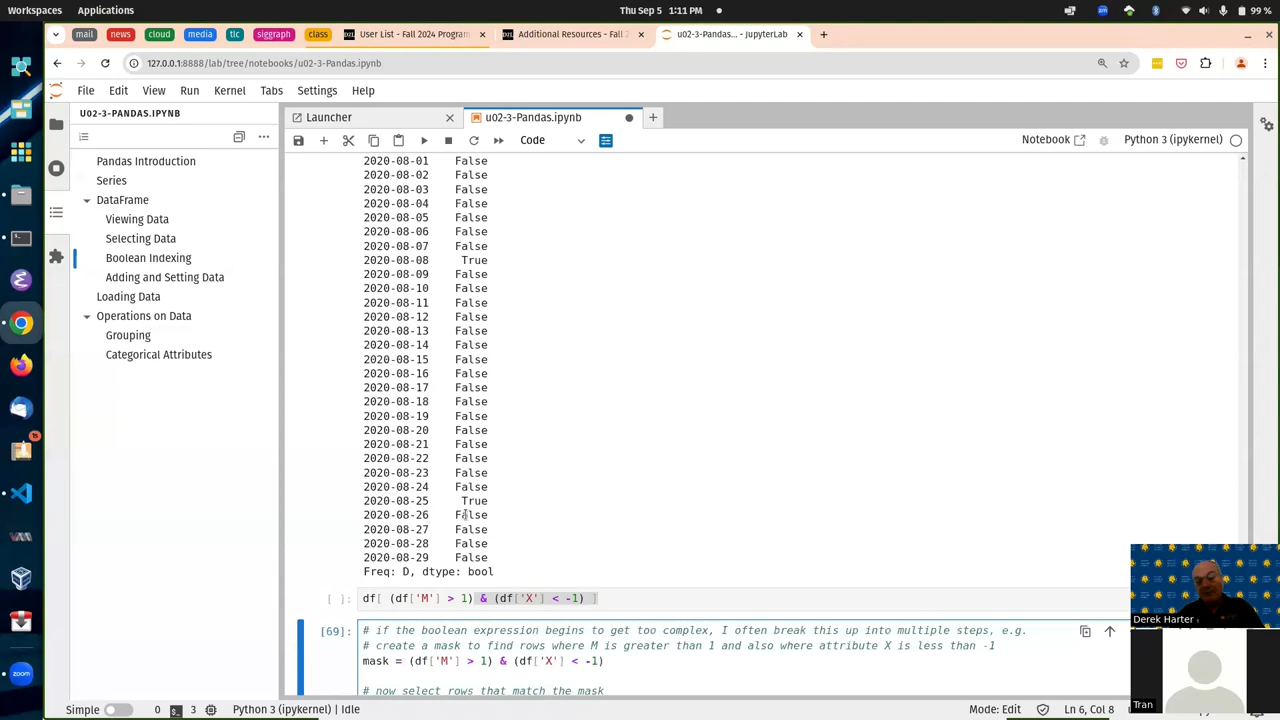 Workspaces Applications Thu Sep 5 1:11 PM 99 %
mail news cloud media tlc siggraph class User List - Fall 2024 Program Additional Resources - Fall 2 u02-3-Pandas... - JupyterLab
127.0.0.1:8888/lab/tree/notebooks/u02-3-Pandas.ipynb
File Edit View Run Kernel Tabs Settings Help
U02-3-PANDAS.IPYNB
Launcher u02-3-Pandas.ipynb
Code Notebook Python 3 (ipykernel)
Pandas Introduction
Series
DataFrame
Viewing Data
Selecting Data
Boolean Indexing
Adding and Setting Data
Loading Data
Operations on Data
Grouping
Categorical Attributes
2020-08-01 False
2020-08-02 False
2020-08-03 False
2020-08-04 False
2020-08-05 False
2020-08-06 False
2020-08-07 False
2020-08-08 True
2020-08-09 False
2020-08-10 False
2020-08-11 False
2020-08-12 False
2020-08-13 False
2020-08-14 False
2020-08-15 False
2020-08-16 False
2020-08-17 False
2020-08-18 False
2020-08-19 False
2020-08-20 False
2020-08-21 False
2020-08-22 False
2020-08-23 False
2020-08-24 False
2020-08-25 True
2020-08-26 False
2020-08-27 False
2020-08-28 False
2020-08-29 False
Freq: D, dtype: bool
[ ]: df[ (df['M'] > 1) & (df['X'] < -1) ]
[69]: # if the boolean expression begins to get too complex, I often break this up into multiple steps, e.g.
# create a mask to find rows where M is greater than 1 and also where attribute X is less than -1
mask = (df['M'] > 1) & (df['X'] < -1)
# now select rows that match the mask
Derek Harter
Tran
Simple 0 3 Python 3 (ipykernel) | Idle Mode: Edit Ln 6, Col 8